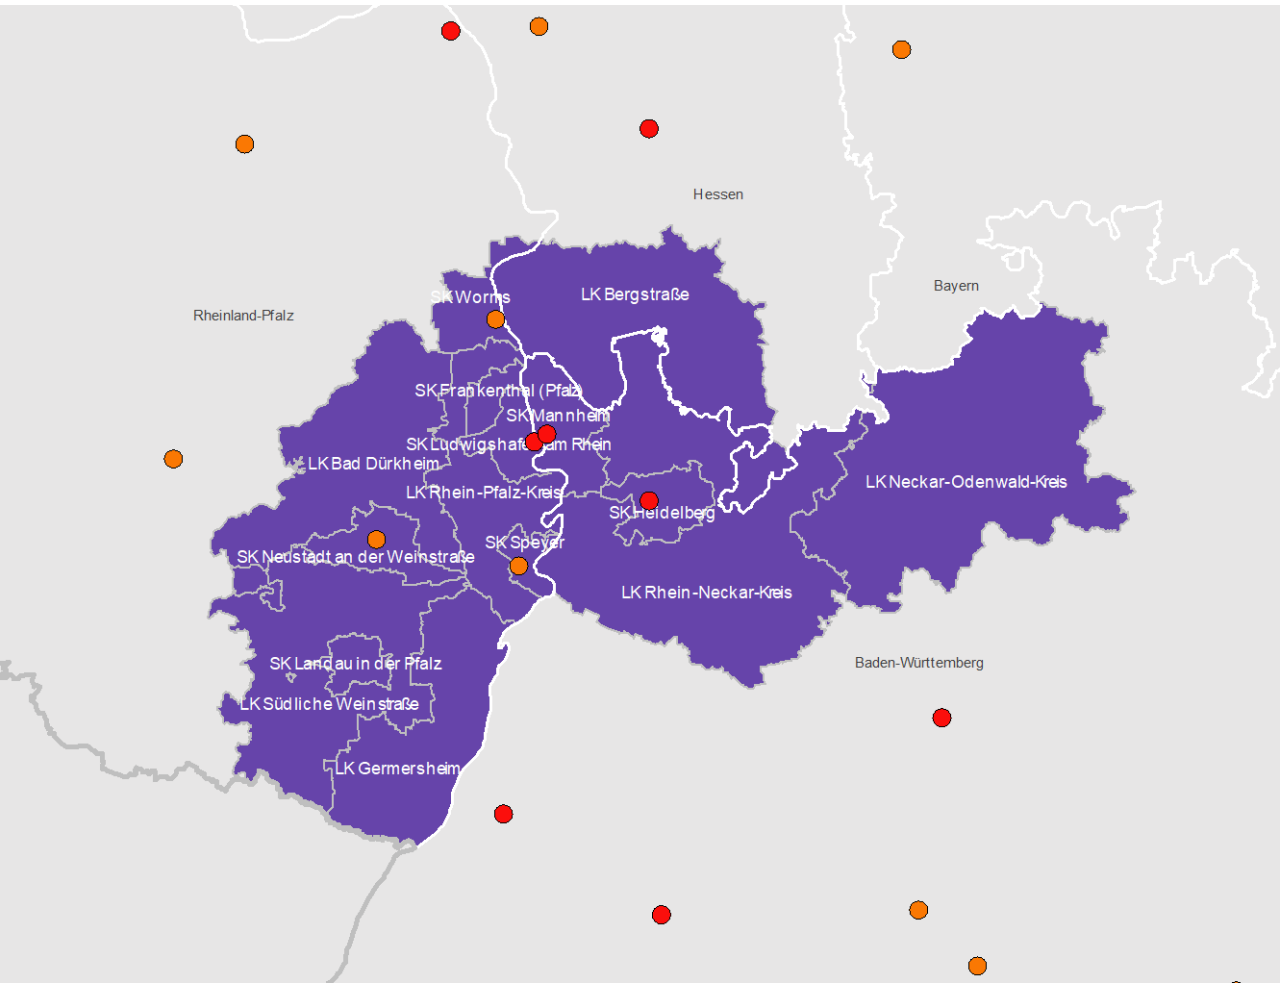 Hessen
Bayern
LK Bergstraße
SK Worms
Rheinland-Pfalz
SK Frankenthal (Pfalz)
SK Mannheim
SK Ludwigshafen am Rhein
LK Bad Dürkheim
LK Neckar-Odenwald-Kreis
LK Rhein-Pfalz-Kreis
SK Heidelberg
SK Speyer
SK Neustadt an der Weinstraße
LK Rhein-Neckar-Kreis
SK Landau in der Pfalz
Baden-Württemberg
LK Südliche Weinstraße
LK Germersheim